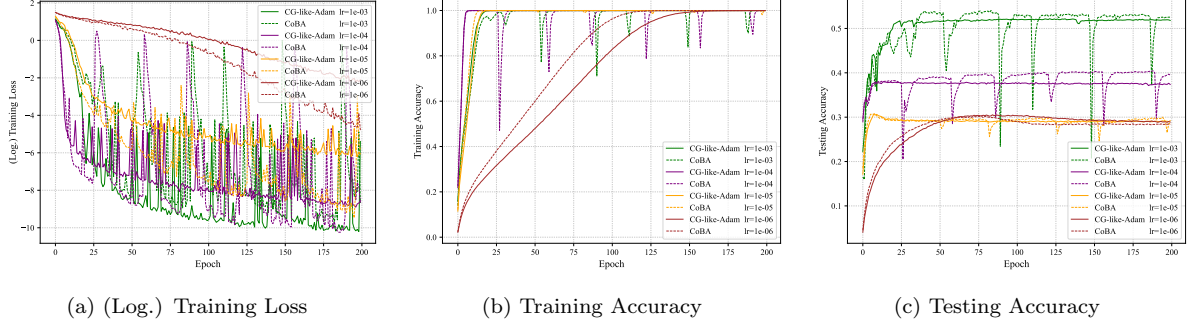 2
0
−2
−4
−6
−8
−10
0
25
50
75
100
125
150
175
200
(Log.) Training Loss
Epoch
CG-like-Adam lr=1e-03
CoBA lr=1e-03
CG-like-Adam lr=1e-04
CoBA lr=1e-04
CG-like-Adam lr=1e-05
CoBA lr=1e-05
CG-like-Adam lr=1e-06
CoBA lr=1e-06
(a) (Log.) Training Loss
1.0
0.8
0.6
0.4
0.2
0.0
0
25
50
75
100
125
150
175
200
Training Accuracy
Epoch
CG-like-Adam lr=1e-03
CoBA lr=1e-03
CG-like-Adam lr=1e-04
CoBA lr=1e-04
CG-like-Adam lr=1e-05
CoBA lr=1e-05
CG-like-Adam lr=1e-06
CoBA lr=1e-06
(b) Training Accuracy
0.5
0.4
0.3
0.2
0.1
0
25
50
75
100
125
150
175
200
Testing Accuracy
Epoch
CG-like-Adam lr=1e-03
CoBA lr=1e-03
CG-like-Adam lr=1e-04
CoBA lr=1e-04
CG-like-Adam lr=1e-05
CoBA lr=1e-05
CG-like-Adam lr=1e-06
CoBA lr=1e-06
(c) Testing Accuracy